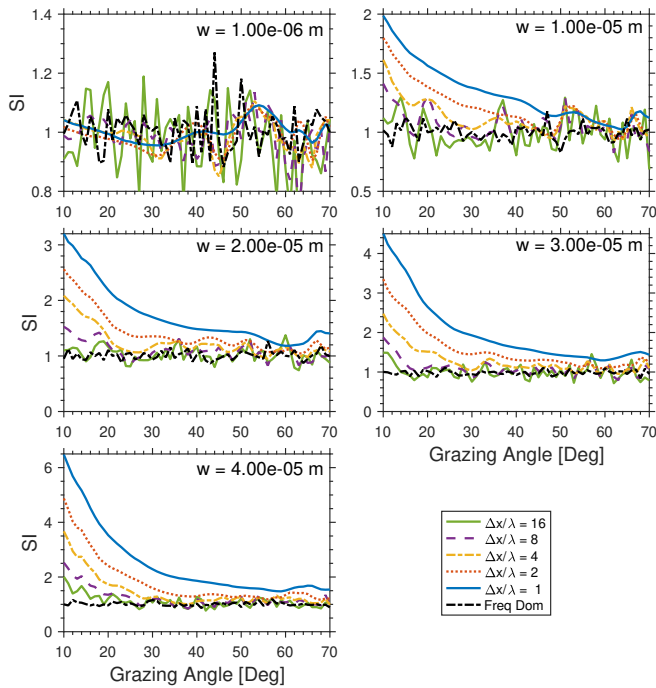 w = 1.00e-06 m
1.4
1.2
1
0.8
SI
10 20 30 40 50 60 70
w = 1.00e-05 m
2
1.5
1
0.5
10 20 30 40 50 60 70
w = 2.00e-05 m
3
2
1
0
SI
10 20 30 40 50 60 70
w = 3.00e-05 m
4
3
2
1
0
10 20 30 40 50 60 70
Grazing Angle [Deg]
w = 4.00e-05 m
6
4
2
0
SI
10 20 30 40 50 60 70
Grazing Angle [Deg]
Δx/λ = 16
Δx/λ = 8
Δx/λ = 4
Δx/λ = 2
Δx/λ = 1
Freq Dom